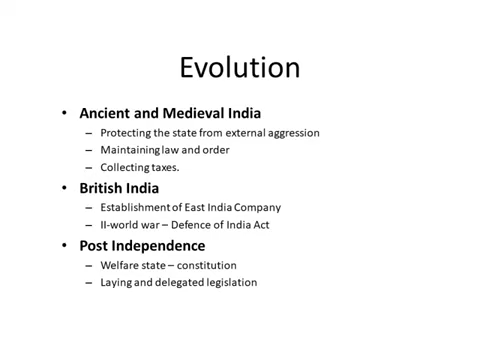 Evolution
• Ancient and Medieval India
– Protecting the state from external aggression
– Maintaining law and order
– Collecting taxes.
• British India
– Establishment of East India Company
– II-world war – Defence of India Act
• Post Independence
– Welfare state – constitution
– Laying and delegated legislation